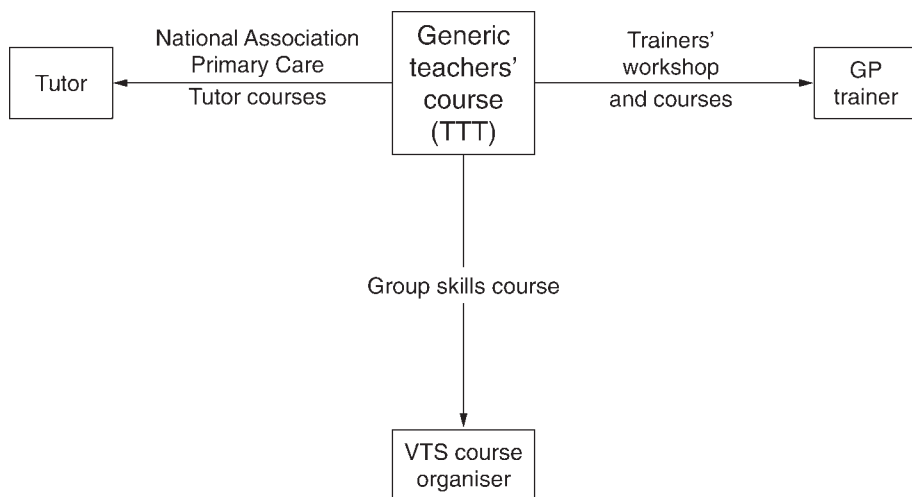 National Association
Primary Care
Tutor courses
Tutor
Generic
teachers'
course
(TTT)
Trainers'
workshop
and courses
GP
trainer
Group skills course
VTS course
organiser